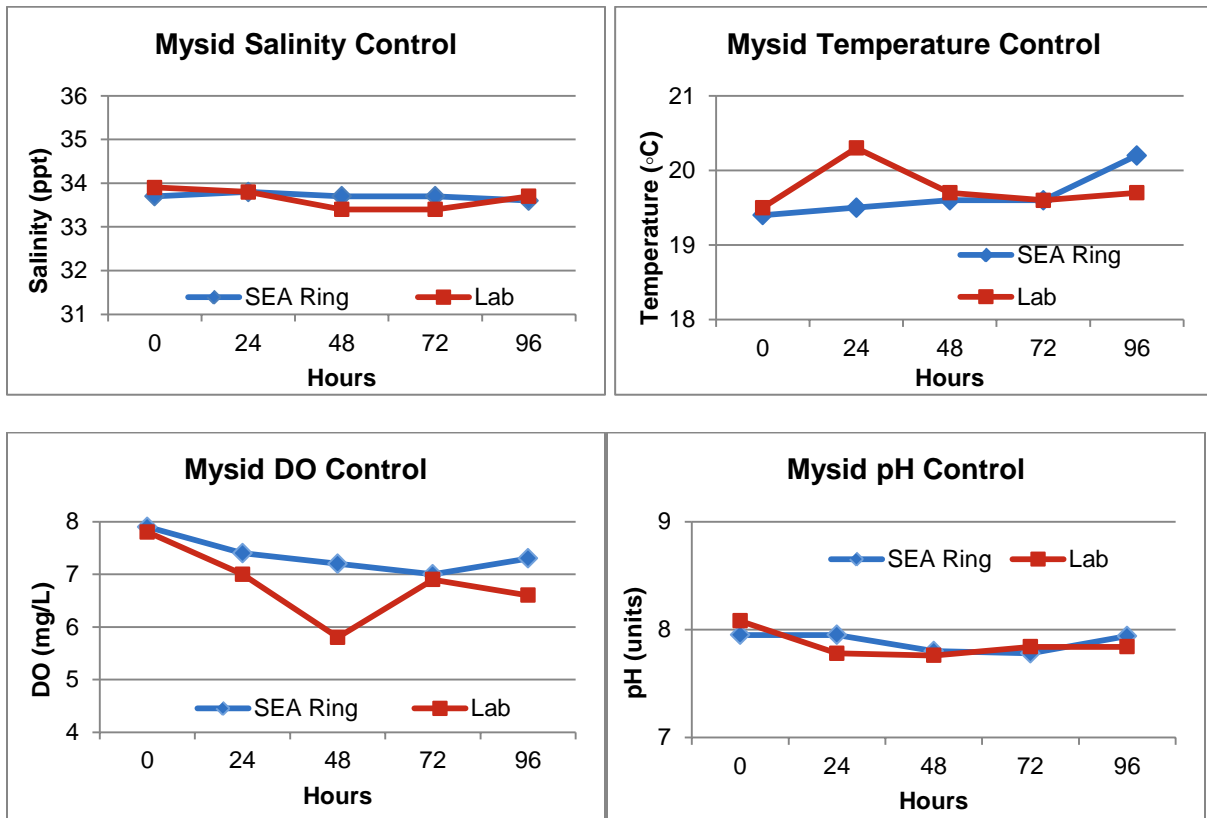 Mysid Salinity Control
Salinity (ppt)
36
35
34
33
32
31
SEA Ring
Lab
0 24 48 72 96
Hours
Mysid Temperature Control
Temperature (○C)
21
20
19
18
SEA Ring
Lab
0 24 48 72 96
Hours
Mysid DO Control
DO (mg/L)
8
7
6
5
4
SEA Ring
Lab
0 24 48 72 96
Hours
Mysid pH Control
pH (units)
9
8
7
SEA Ring
Lab
0 24 48 72 96
Hours